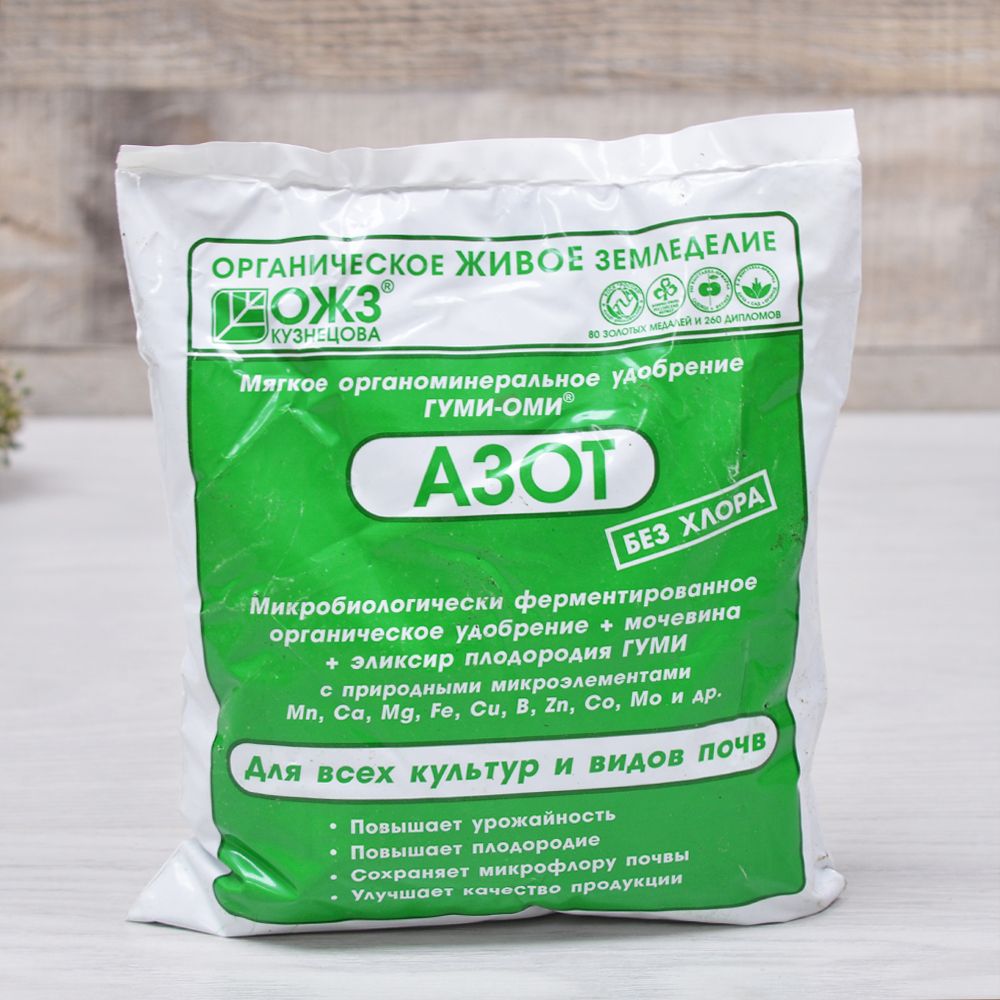 ОРГАНИЧЕСКОЕ ЖИВОЕ ЗЕМЛЕДЕЛИЕ
ОЖЗ®
КУЗНЕЦОВА
80 ЗОЛОТЫХ МЕДАЛЕЙ И 260 ДИПЛОМОВ
Мягкое органоминеральное удобрение
ГУМИ-ОМИ®
АЗОТ
БЕЗ ХЛОРА
Микробиологически ферментированное
органическое удобрение + мочевина
+ эликсир плодородия ГУМИ
с природными микроэлементами
Mn, Ca, Mg, Fe, Cu, B, Zn, Co, Mo и др.
Для всех культур и видов почв
• Повышает урожайность
• Повышает плодородие
• Сохраняет микрофлору почвы
• Улучшает качество продукции